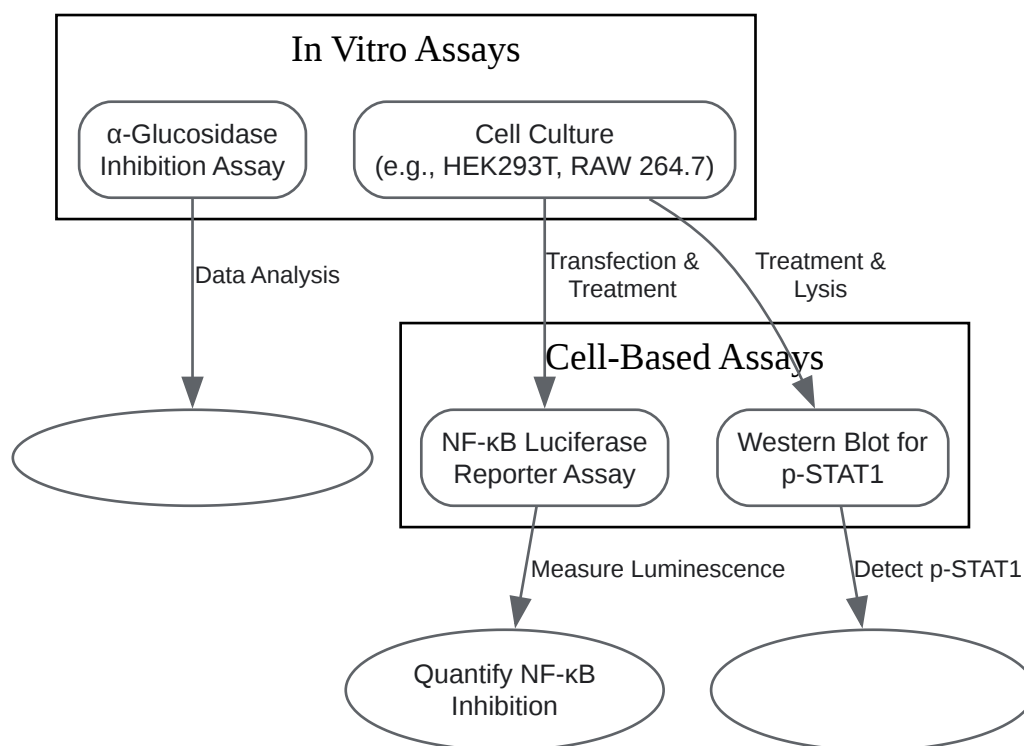 In Vitro Assays
α-Glucosidase
Inhibition Assay
Cell Culture
(e.g., HEK293T, RAW 264.7)
Data Analysis
Transfection &
Treatment
Treatment &
Lysis
Cell-Based Assays
NF-κB Luciferase
Reporter Assay
Western Blot for
p-STAT1
Measure Luminescence
Detect p-STAT1
Quantify NF-κB
Inhibition